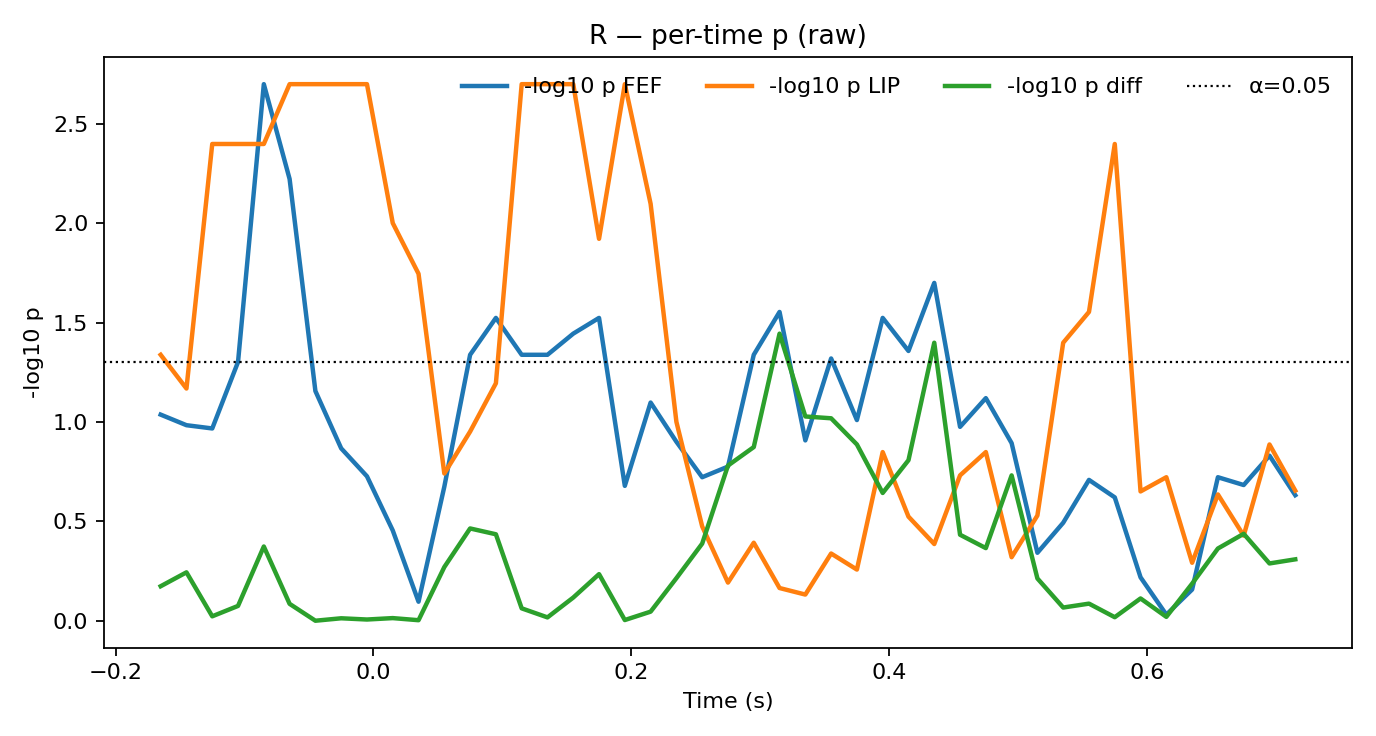 R — per-time p (raw)
-log10 p FEF
-log10 p LIP
-log10 p diff
α=0.05
-log10 p
2.5
2.0
1.5
1.0
0.5
0.0
−0.2
0.0
0.2
0.4
0.6
Time (s)